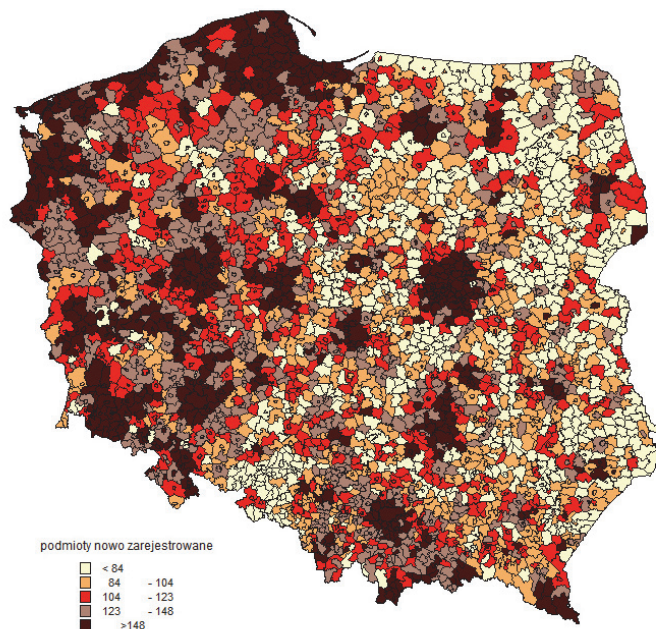 podmioty nowo zarejestrowane
< 84
84 - 104
104 - 123
123 - 148
>148